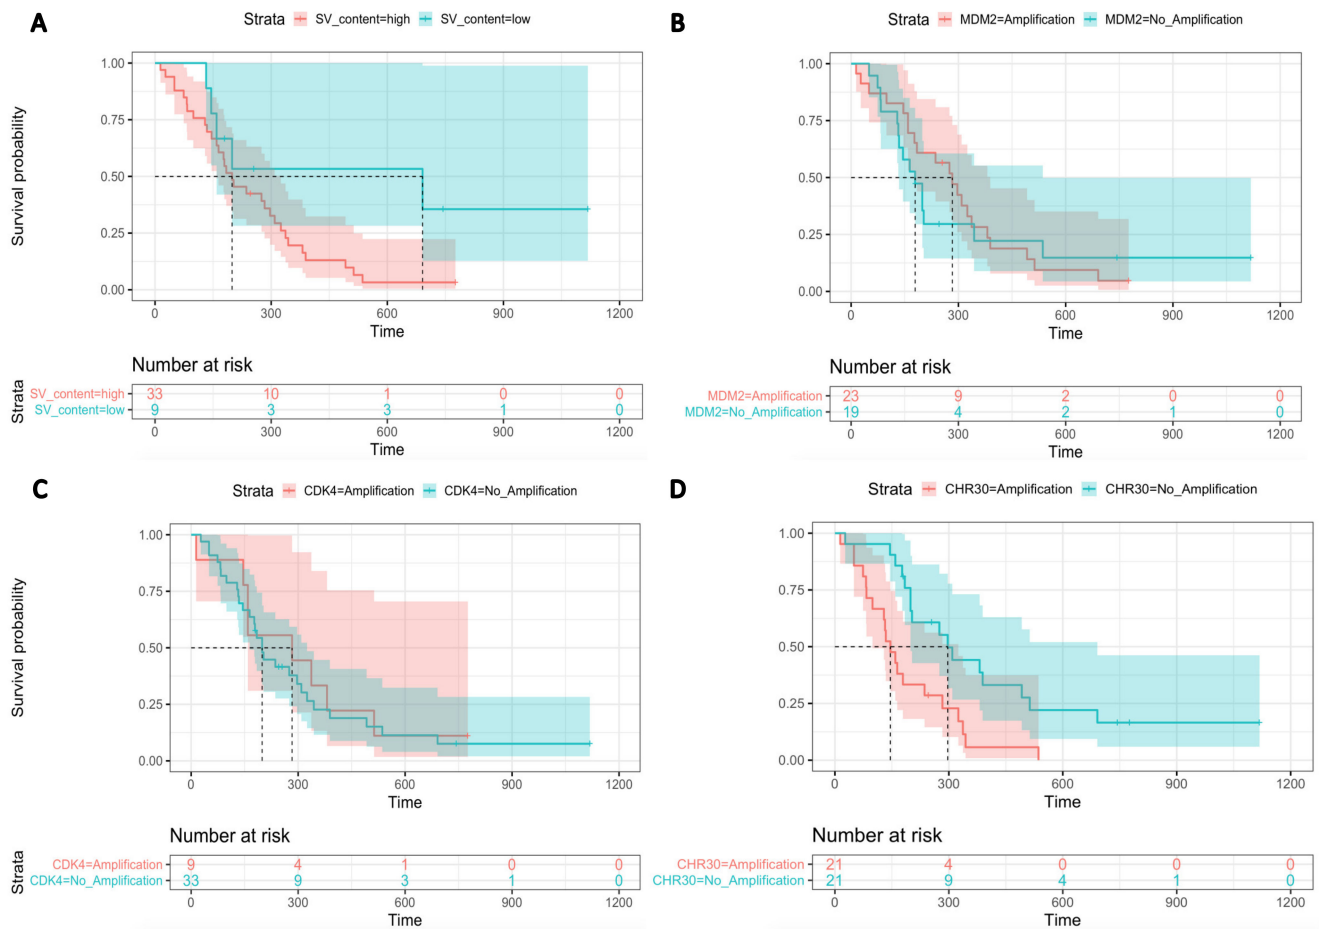 A
Strata SV_content=high SV_content=low
Survival probability
1.00
0.75
0.50
0.25
0.00
0 300 600 900 1200
Time
Number at risk
Strata
SV_content=high 33 10 1 0 0
SV_content=low 9 3 3 1 0
0 300 600 900 1200
Time
B
Strata MDM2=Amplification MDM2=No_Amplification
1.00
0.75
0.50
0.25
0.00
0 300 600 900 1200
Time
Number at risk
MDM2=Amplification 23 9 2 0 0
MDM2=No_Amplification 19 4 2 1 0
0 300 600 900 1200
Time
C
Strata CDK4=Amplification CDK4=No_Amplification
Survival probability
1.00
0.75
0.50
0.25
0.00
0 300 600 900 1200
Time
Number at risk
Strata
CDK4=Amplification 9 4 1 0 0
CDK4=No_Amplification 33 9 3 1 0
0 300 600 900 1200
Time
D
Strata CHR30=Amplification CHR30=No_Amplification
1.00
0.75
0.50
0.25
0.00
0 300 600 900 1200
Time
Number at risk
CHR30=Amplification 21 4 0 0 0
CHR30=No_Amplification 21 9 4 1 0
0 300 600 900 1200
Time